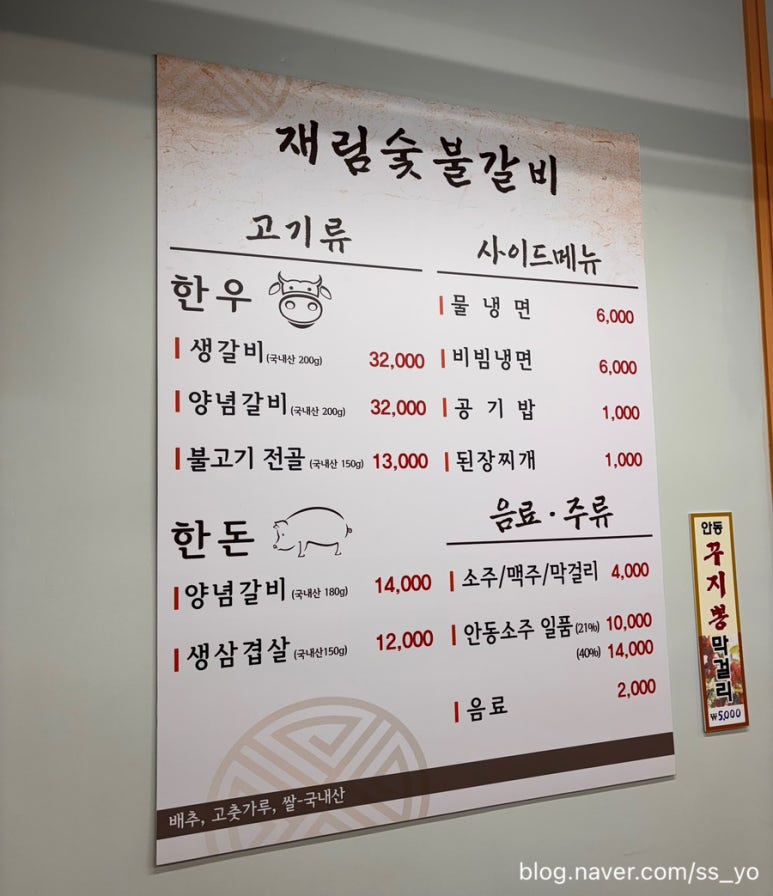 재림숯불갈비
고기류
한우
생갈비(국내산 200g) 32,000
양념갈비(국내산 200g) 32,000
불고기 전골(국내산 150g) 13,000
한돈
양념갈비(국내산 180g) 14,000
생삼겹살(국내산150g) 12,000
사이드메뉴
물냉면 6,000
비빔냉면 6,000
공기밥 1,000
된장찌개 1,000
음료·주류
소주/맥주/막걸리 4,000
안동소주 일품(21%) 10,000
(40%) 14,000
음료 2,000
배추, 고춧가루, 쌀-국내산
안동
꾸지뽕
막걸리
₩5,000
blog.naver.com/ss_yo